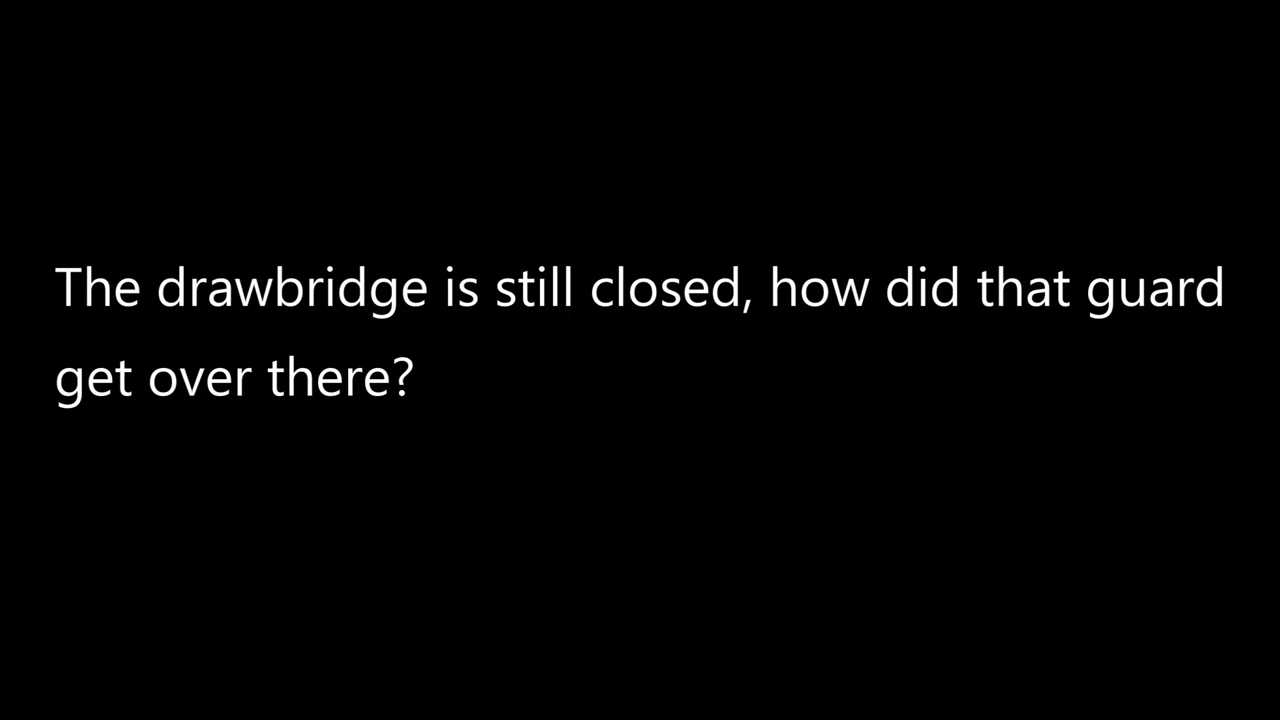 The drawbridge is still closed, how did that guard
get over there?